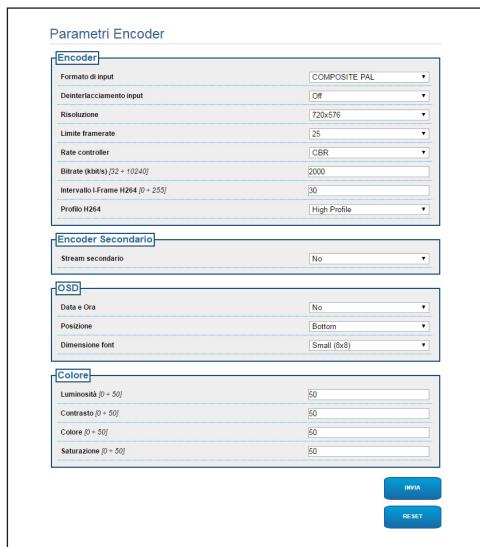 Parametri Encoder
Encoder
Formato di input COMPOSITE PAL
Deinterlacciamento input Off
Risoluzione 720x576
Limite framerate 25
Rate controller CBR
Bitrate (kbit/s) [32 ÷ 10240] 2000
Intervallo I-Frame H264 [0 ÷ 255] 30
Profilo H264 High Profile
Encoder Secondario
Stream secondario No
OSD
Data e Ora No
Posizione Bottom
Dimensione font Small (8x8)
Colore
Luminosità [0 ÷ 50] 50
Contrasto [0 ÷ 50] 50
Colore [0 ÷ 50] 50
Saturazione [0 ÷ 50] 50
INVIA
RESET